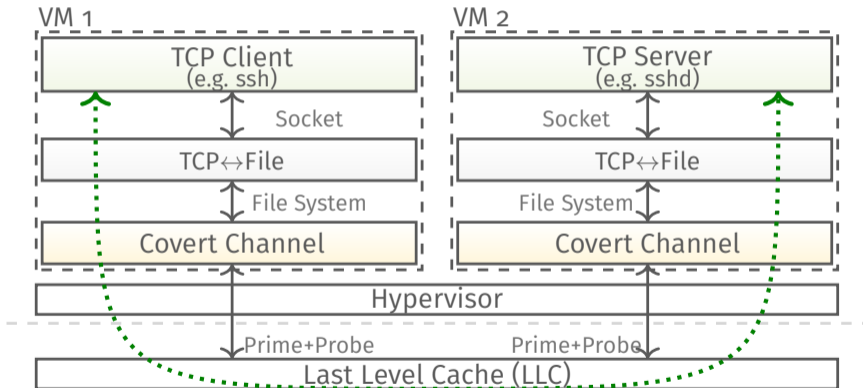 VM 1
VM 2
TCP Client
(e.g. ssh)
TCP Server
(e.g. sshd)
Socket
Socket
TCP↔File
TCP↔File
File System
File System
Covert Channel
Covert Channel
Hypervisor
Prime+Probe
Prime+Probe
Last Level Cache (LLC)